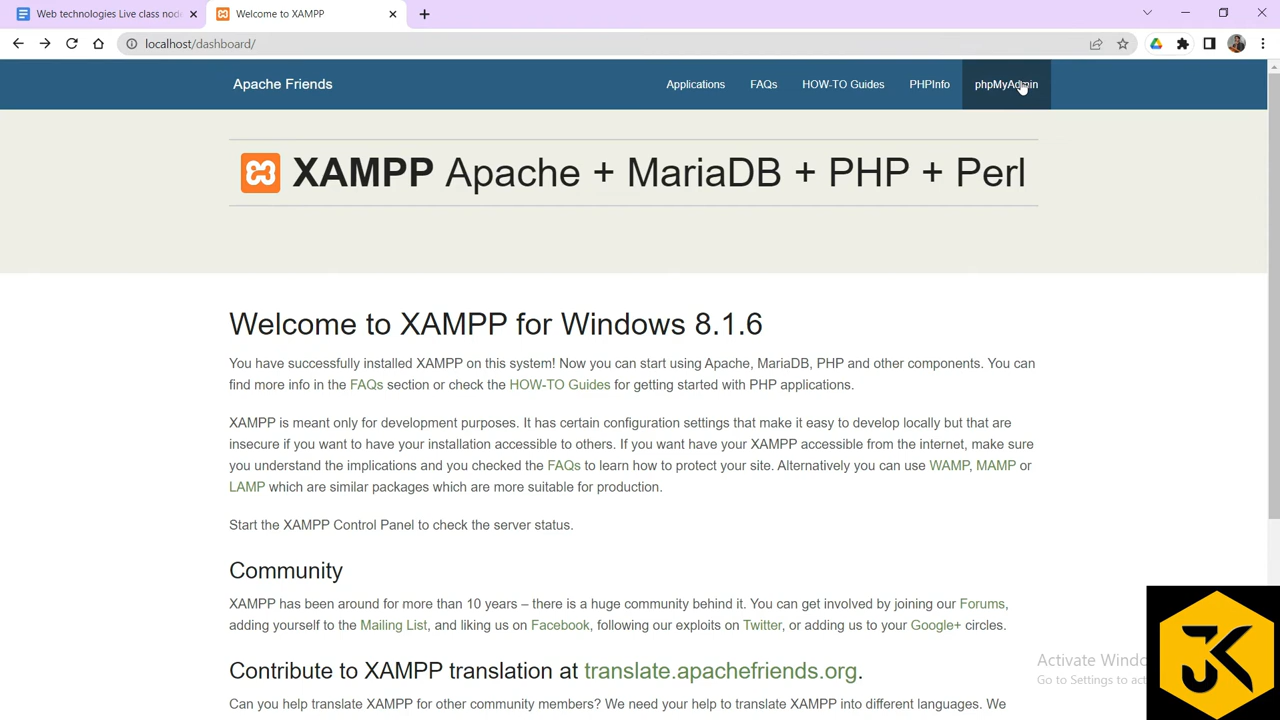 Web technologies Live class
Welcome to XAMPP
localhost/dashboard/
Apache Friends
Applications
FAQs
HOW-TO Guides
PHPInfo
phpMyAdmin
XAMPP Apache + MariaDB + PHP + Perl
Welcome to XAMPP for Windows 8.1.6
You have successfully installed XAMPP on this system! Now you can start using Apache, MariaDB, PHP and other components. You can
find more info in the FAQs section or check the HOW-TO Guides for getting started with PHP applications.
XAMPP is meant only for development purposes. It has certain configuration settings that make it easy to develop locally but that are
insecure if you want to have your installation accessible to others. If you want have your XAMPP accessible from the internet, make sure
you understand the implications and you checked the FAQs to learn how to protect your site. Alternatively you can use WAMP, MAMP or
LAMP which are similar packages which are more suitable for production.
Start the XAMPP Control Panel to check the server status.
Community
XAMPP has been around for more than 10 years – there is a huge community behind it. You can get involved by joining our Forums,
adding yourself to the Mailing List, and liking us on Facebook, following our exploits on Twitter, or adding us to your Google+ circles.
Contribute to XAMPP translation at translate.apachefriends.org.
Can you help translate XAMPP for other community members? We need your help to translate XAMPP into different languages. We
Activate
Go to Settings to
JK